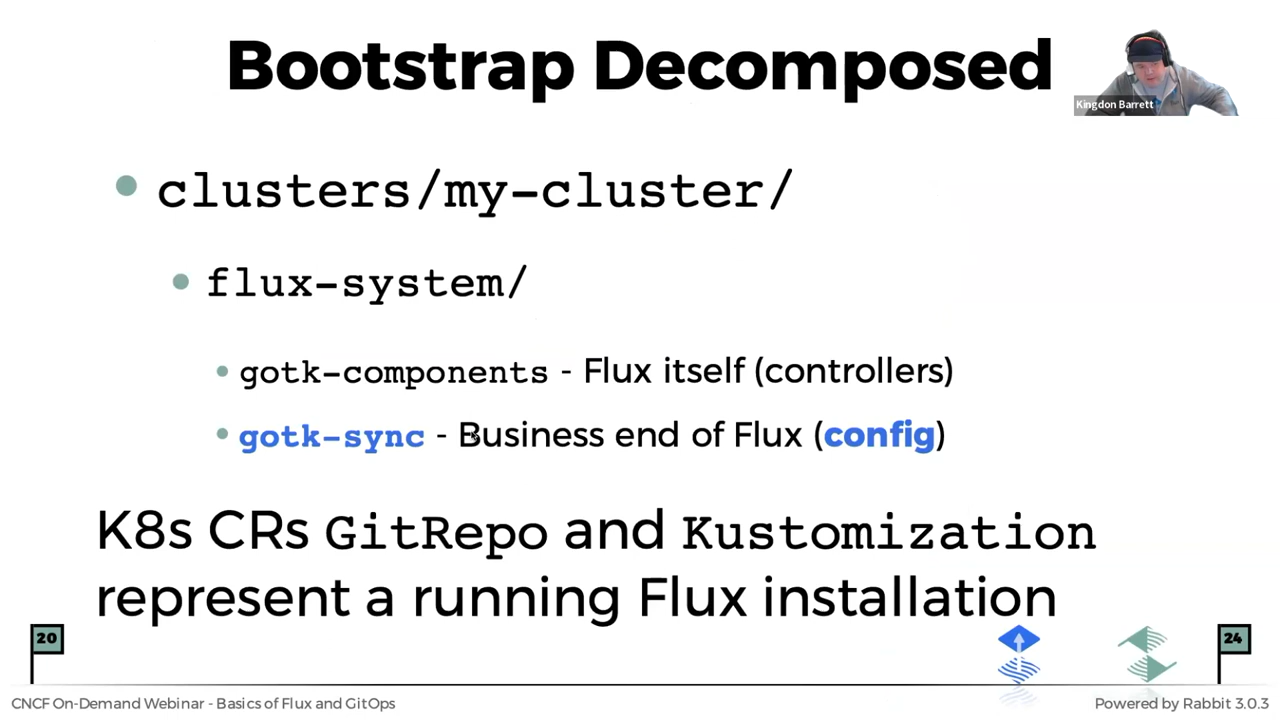 Bootstrap Decomposed
Kingdon Barrett
clusters/my-cluster/
flux-system/
gotk-components - Flux itself (controllers)
gotk-sync - Business end of Flux (config)
K8s CRs GitRepo and Kustomization
represent a running Flux installation
20
24
CNCF On-Demand Webinar - Basics of Flux and GitOps
Powered by Rabbit 3.0.3